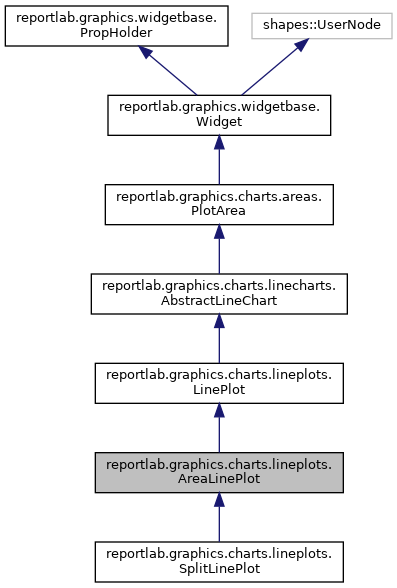 reportlab.graphics.widgetbase.
PropHolder
shapes::UserNode
reportlab.graphics.widgetbase.
Widget
reportlab.graphics.charts.areas.
PlotArea
reportlab.graphics.charts.linecharts.
AbstractLineChart
reportlab.graphics.charts.lineplots.
LinePlot
reportlab.graphics.charts.lineplots.
AreaLinePlot
reportlab.graphics.charts.lineplots.
SplitLinePlot